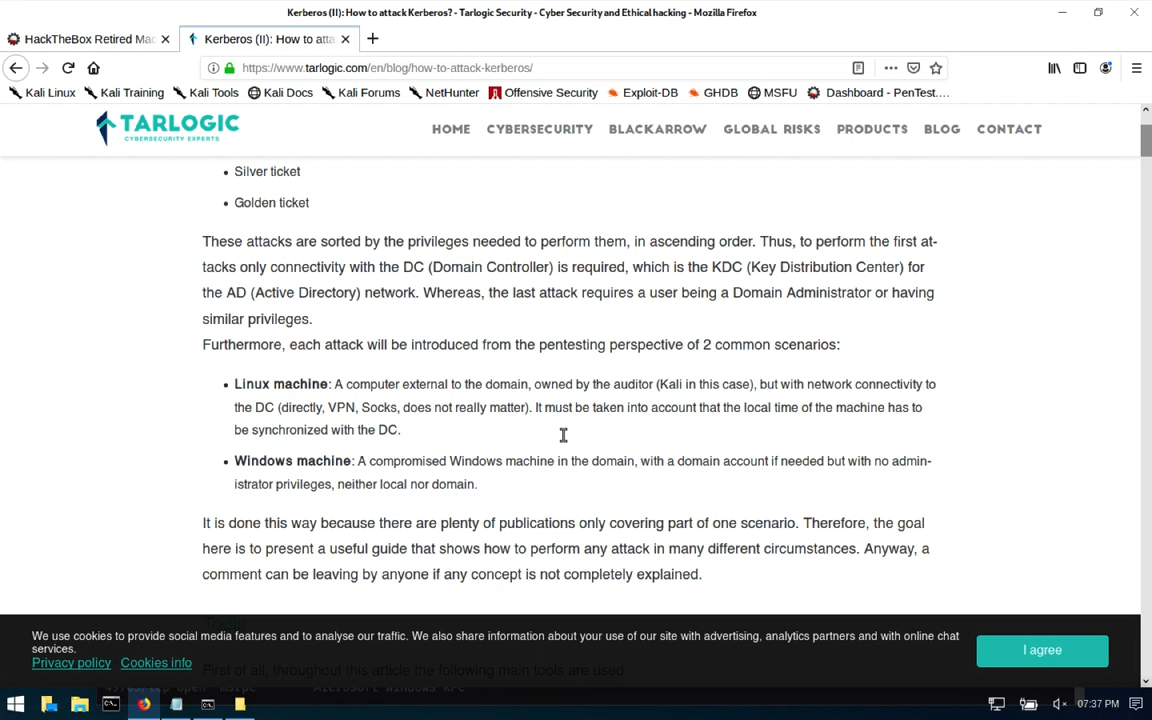 Kerberos (II): How to attack Kerberos? - Tarlogic Security - Cyber Security and Ethical hacking - Mozilla Firefox
HackTheBox Retired Mac
Kerberos (II): How to atta
https://www.tarlogic.com/en/blog/how-to-attack-kerberos/
Kali Linux Kali Training Kali Tools Kali Docs Kali Forums NetHunter Offensive Security Exploit-DB GHDB MSFU Dashboard - PenTest....
TARLOGIC
CYBERSECURITY EXPERTS
HOME CYBERSECURITY BLACKARROW GLOBAL RISKS PRODUCTS BLOG CONTACT
• Silver ticket
• Golden ticket
These attacks are sorted by the privileges needed to perform them, in ascending order. Thus, to perform the first at-
tacks only connectivity with the DC (Domain Controller) is required, which is the KDC (Key Distribution Center) for
the AD (Active Directory) network. Whereas, the last attack requires a user being a Domain Administrator or having
similar privileges.
Furthermore, each attack will be introduced from the pentesting perspective of 2 common scenarios:
• Linux machine: A computer external to the domain, owned by the auditor (Kali in this case), but with network connectivity to
the DC (directly, VPN, Socks, does not really matter). It must be taken into account that the local time of the machine has to
be synchronized with the DC.
• Windows machine: A compromised Windows machine in the domain, with a domain account if needed but with no admin-
istrator privileges, neither local nor domain.
It is done this way because there are plenty of publications only covering part of one scenario. Therefore, the goal
here is to present a useful guide that shows how to perform any attack in many different circumstances. Anyway, a
comment can be leaving by anyone if any concept is not completely explained.
Tools
We use cookies to provide social media features and to analyse our traffic. We also share information about your use of our site with advertising, analytics partners and with online chat
services.
I agree
Privacy policy Cookies info
First of all, throughout this article the following main tools are used:
07:37 PM